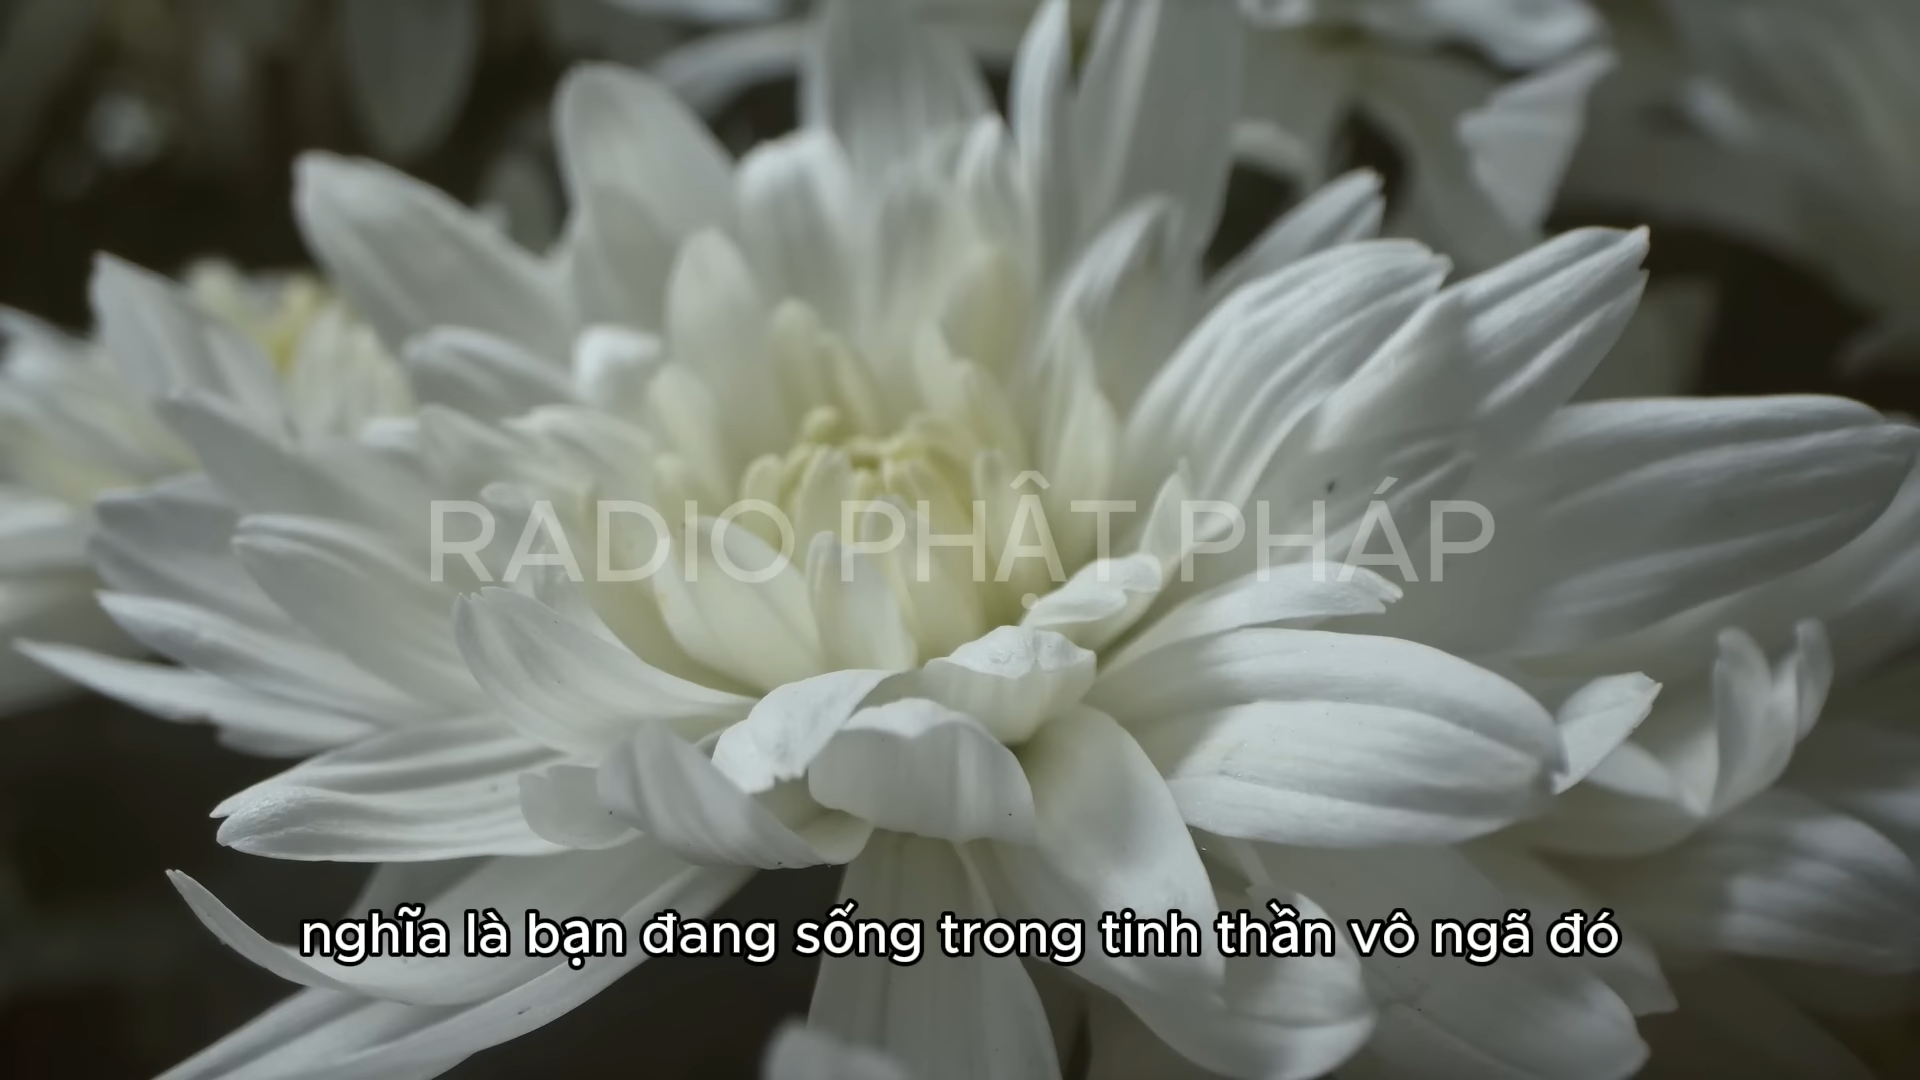 RADIO PHẬT PHÁP
nghĩa là bạn đang sống trong tinh thần vô ngã đó